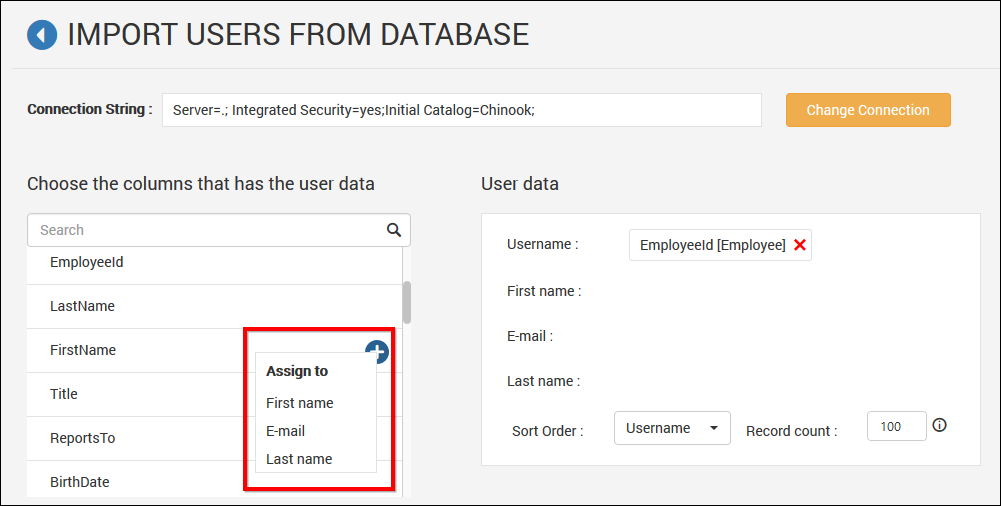 IMPORT USERS FROM DATABASE
Connection String :
Server=.; Integrated Security=yes;Initial Catalog=Chinook;
Change Connection
Choose the columns that has the user data
Search
EmployeeId
LastName
FirstName
Title
ReportsTo
BirthDate
Assign to
First name
E-mail
Last name
User data
Username :
EmployeeId [Employee]
First name :
E-mail :
Last name :
Sort Order :
Username
Record count :
100